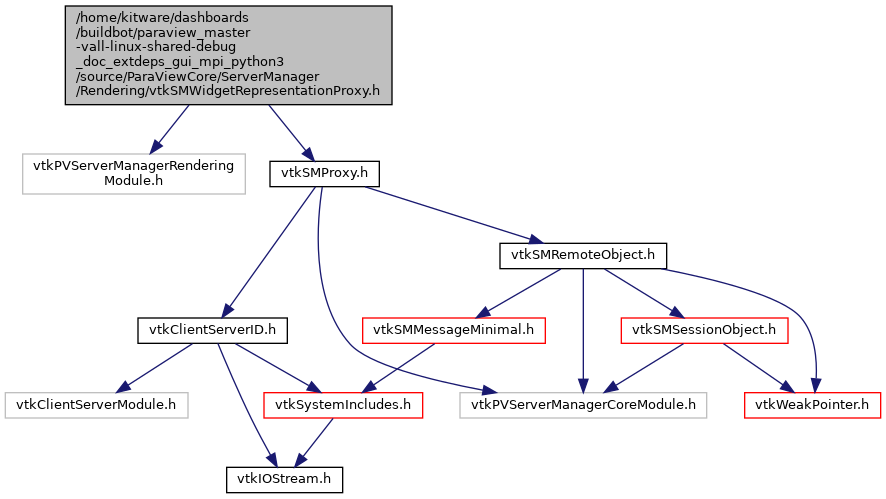 /home/kitware/dashboards
/buildbot/paraview_master
-vall-linux-shared-debug
_doc_extdeps_gui_mpi_python3
/source/ParaViewCore/ServerManager
/Rendering/vtkSMWidgetRepresentationProxy.h
vtkPVServerManagerRendering
Module.h
vtkSMProxy.h
vtkSMRemoteObject.h
vtkClientServerID.h
vtkSMMessageMinimal.h
vtkSMSessionObject.h
vtkClientServerModule.h
vtkSystemIncludes.h
vtkPVServerManagerCoreModule.h
vtkWeakPointer.h
vtkIOStream.h